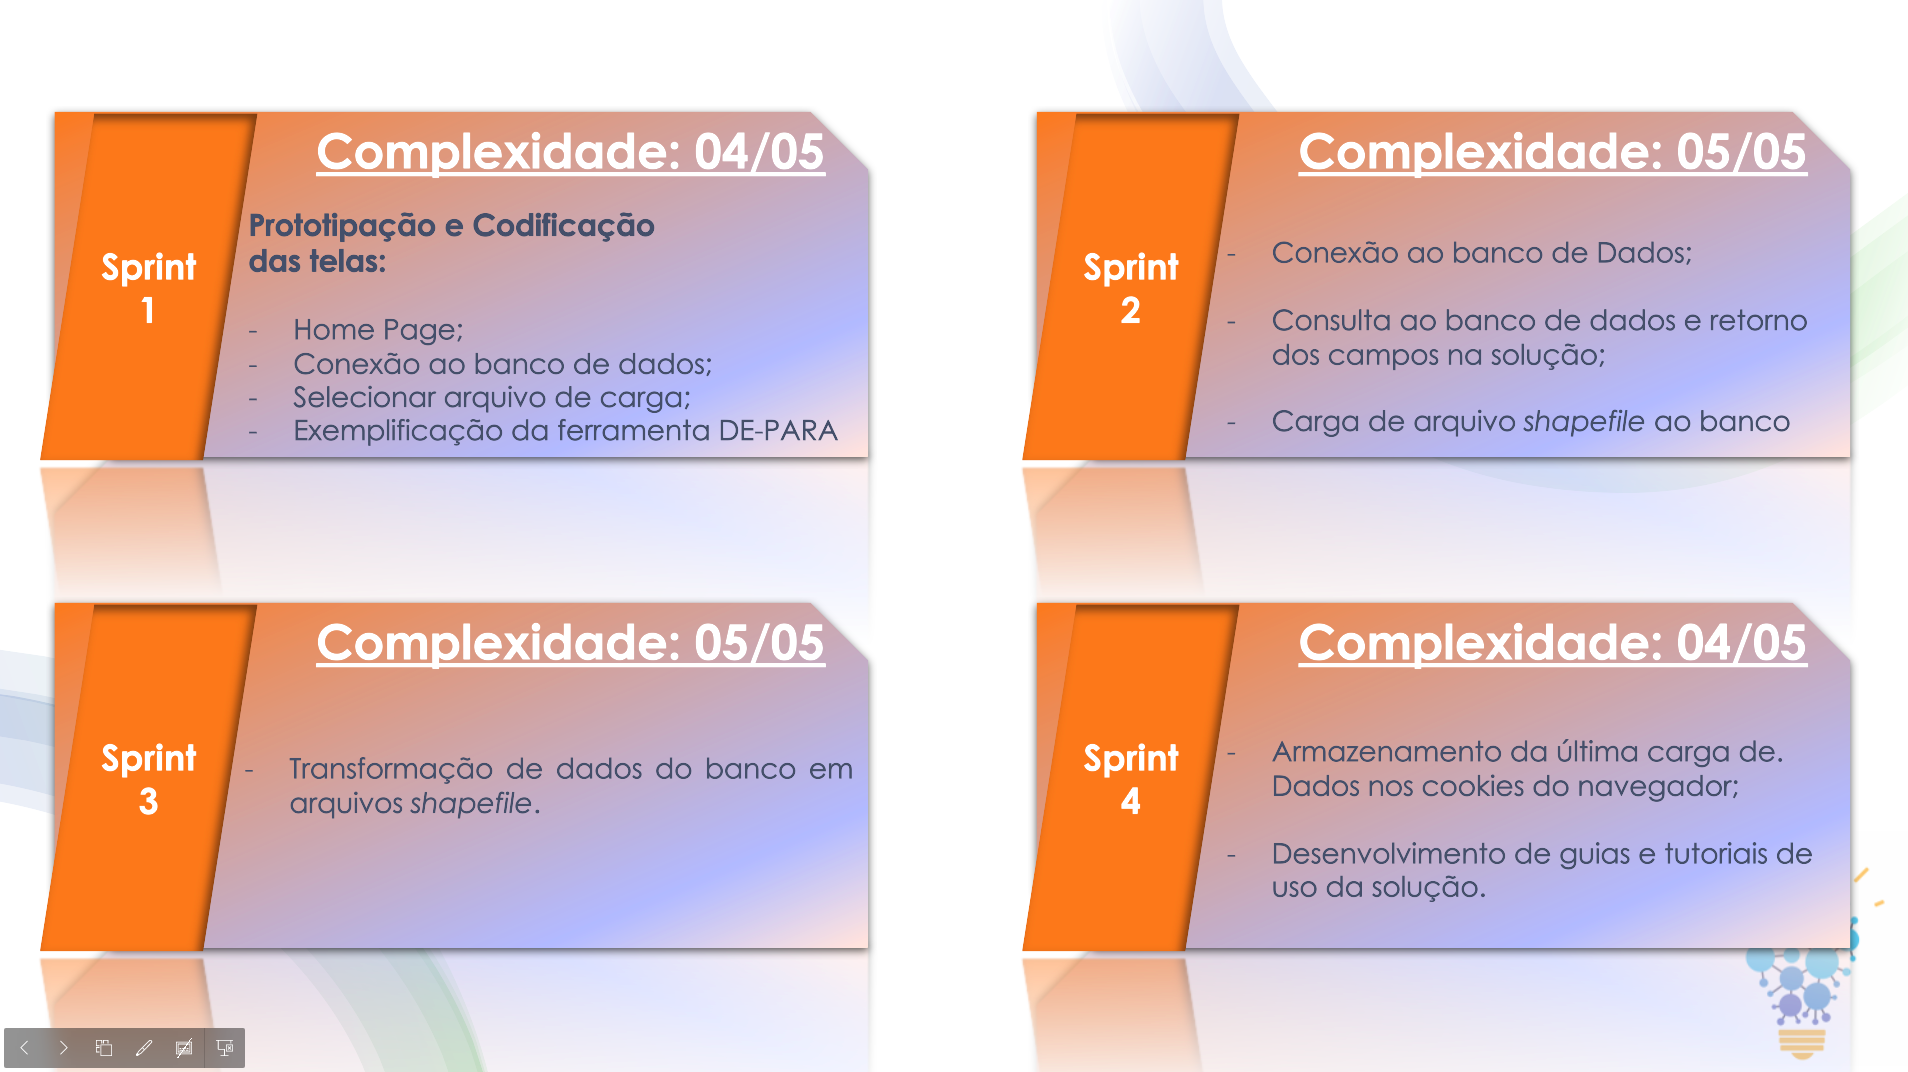 Complexidade: 04/05
Sprint
1
Prototipação e Codificação
das telas:
- Home Page;
- Conexão ao banco de dados;
- Selecionar arquivo de carga;
- Exemplificação da ferramenta DE-PARA
Complexidade: 05/05
Sprint
2
- Conexão ao banco de Dados;
- Consulta ao banco de dados e retorno
dos campos na solução;
- Carga de arquivo shapefile ao banco
Complexidade: 05/05
Sprint
3
- Transformação de dados do banco em
arquivos shapefile.
Complexidade: 04/05
Sprint
4
- Armazenamento da última carga de.
Dados nos cookies do navegador;
- Desenvolvimento de guias e tutoriais de
uso da solução.